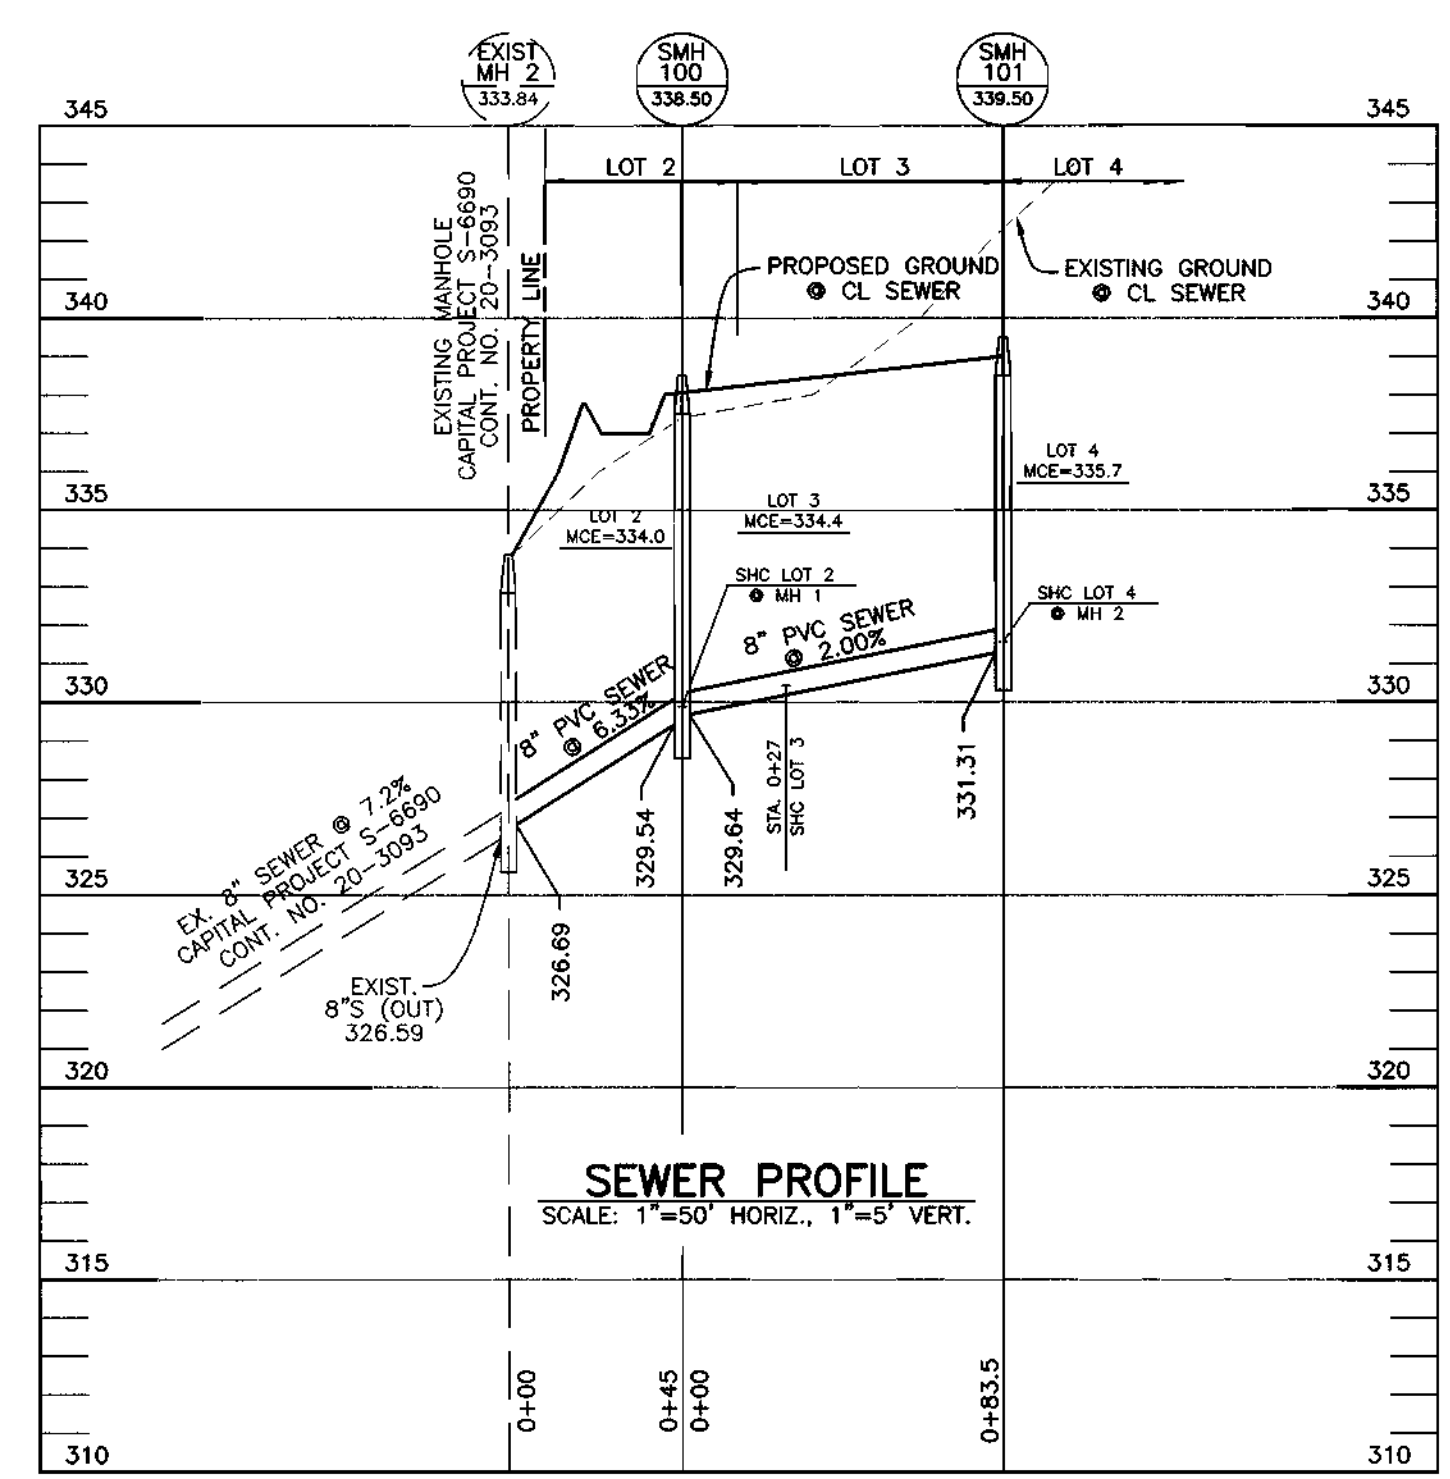 EXIST
MH 2
333.84
SMH
100
338.50
SMH
101
339.50
345
345
LOT 2
LOT 3
LOT 4
EXISTING MANHOLE
CAPITAL PROJECT S-6690
CONT. NO. 20-3093
PROPERTY LINE
PROPOSED GROUND
@ CL SEWER
EXISTING GROUND
@ CL SEWER
340
340
LOT 4
MCE=335.7
335
335
LOT 3
MCE=334.4
LOT 2
MCE=334.0
SHC LOT 2
@ MH 1
SHC LOT 4
@ MH 2
8" PVC SEWER
@ 2.00%
8" PVC SEWER
@ 6.33%
330
330
STA. 0+27
SHC LOT 3
331.31
329.54
329.64
EX. 8" SEWER @ 7.2%
CAPITAL PROJECT S-6690
CONT. NO. 20-3093
325
325
326.69
EXIST.
8"S (OUT)
326.59
320
320
SEWER PROFILE
SCALE: 1"=50' HORIZ., 1"=5' VERT.
315
315
0+00
0+45
0+00
0+83.5
310
310